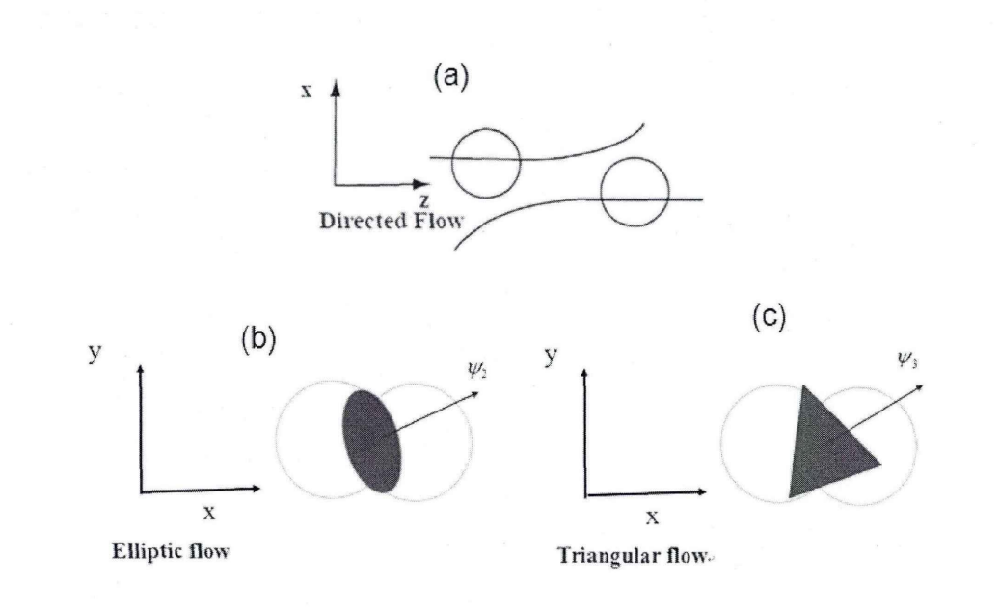 (a)
x
z
Directed Flow
(b)
y
ψ2
x
Elliptic flow
(c)
y
ψ3
x
Triangular flow.